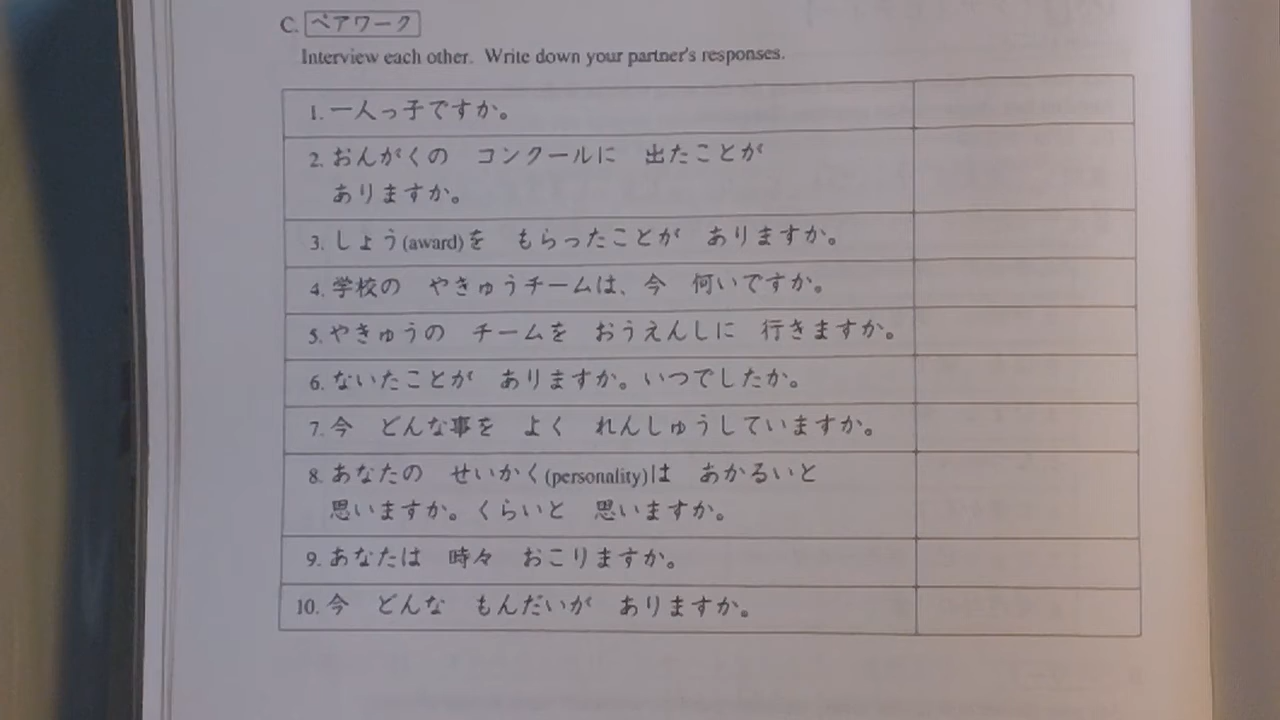 C. ペアワーク
Interview each other. Write down your partner's responses.
1. 一人っ子ですか。
2. おんがくの コンクールに 出たことが
ありますか。
3. しょう(award)を もらったことが ありますか。
4. 学校の やきゅうチームは、今 何いですか。
5. やきゅうの チームを おうえんしに 行きますか。
6. ないたことが ありますか。いつでしたか。
7. 今 どんな事を よく れんしゅうしていますか。
8. あなたの せいかく(personality)は あかるいと
思いますか。くらいと 思いますか。
9. あなたは 時々 おこりますか。
10. 今 どんな もんだいが ありますか。